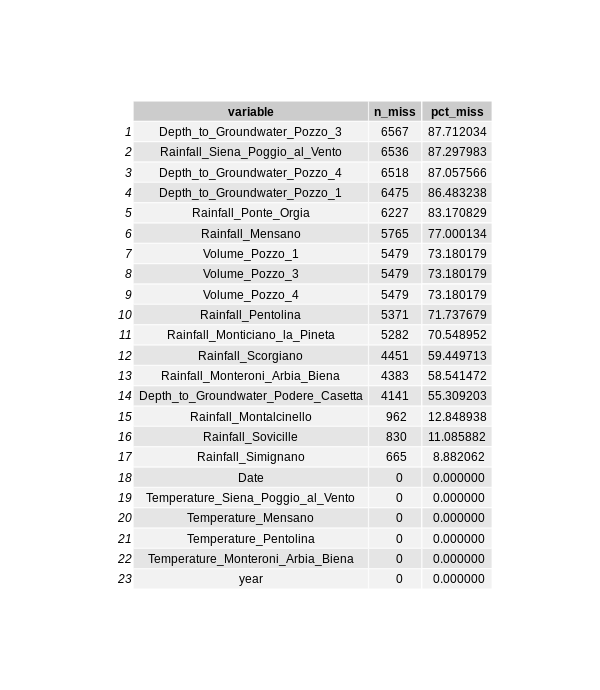 variable n_miss pct_miss
1 Depth_to_Groundwater_Pozzo_3 6567 87.712034
2 Rainfall_Siena_Poggio_al_Vento 6536 87.297983
3 Depth_to_Groundwater_Pozzo_4 6518 87.057566
4 Depth_to_Groundwater_Pozzo_1 6475 86.483238
5 Rainfall_Ponte_Orgia 6227 83.170829
6 Rainfall_Mensano 5765 77.000134
7 Volume_Pozzo_1 5479 73.180179
8 Volume_Pozzo_3 5479 73.180179
9 Volume_Pozzo_4 5479 73.180179
10 Rainfall_Pentolina 5371 71.737679
11 Rainfall_Monticiano_la_Pineta 5282 70.548952
12 Rainfall_Scorgiano 4451 59.449713
13 Rainfall_Monteroni_Arbia_Biena 4383 58.541472
14 Depth_to_Groundwater_Podere_Casetta 4141 55.309203
15 Rainfall_Montalcinello 962 12.848938
16 Rainfall_Sovicille 830 11.085882
17 Rainfall_Simignano 665 8.882062
18 Date 0 0.000000
19 Temperature_Siena_Poggio_al_Vento 0 0.000000
20 Temperature_Mensano 0 0.000000
21 Temperature_Pentolina 0 0.000000
22 Temperature_Monteroni_Arbia_Biena 0 0.000000
23 year 0 0.000000